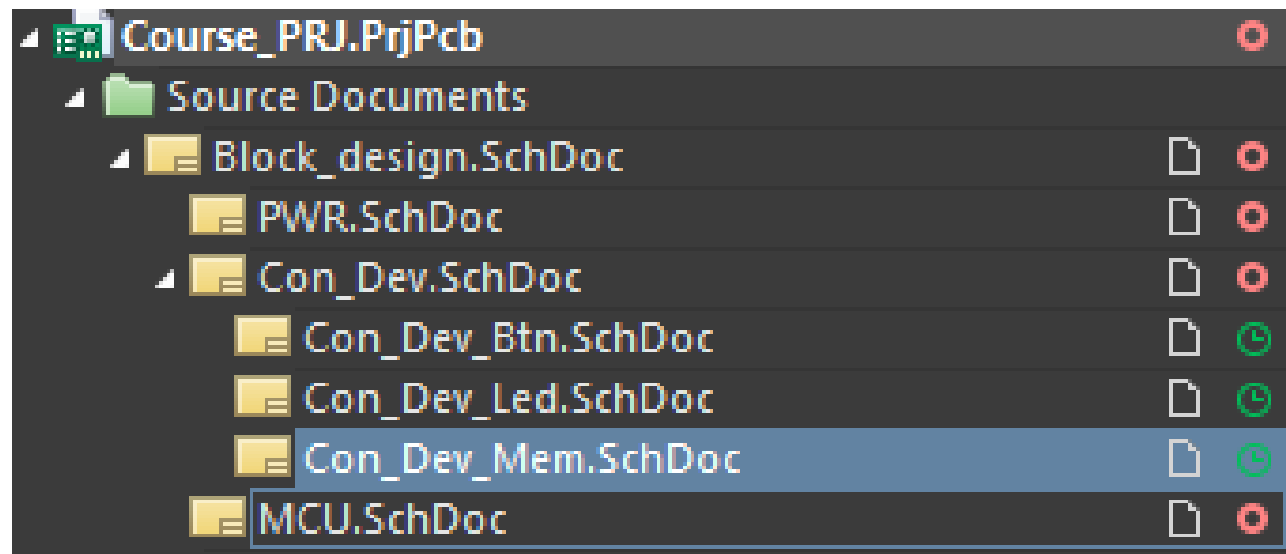 Course_PRJ.PrjPcb
Source Documents
Block_design.SchDoc
PWR.SchDoc
Con_Dev.SchDoc
Con_Dev_Btn.SchDoc
Con_Dev_Led.SchDoc
Con_Dev_Mem.SchDoc
MCU.SchDoc